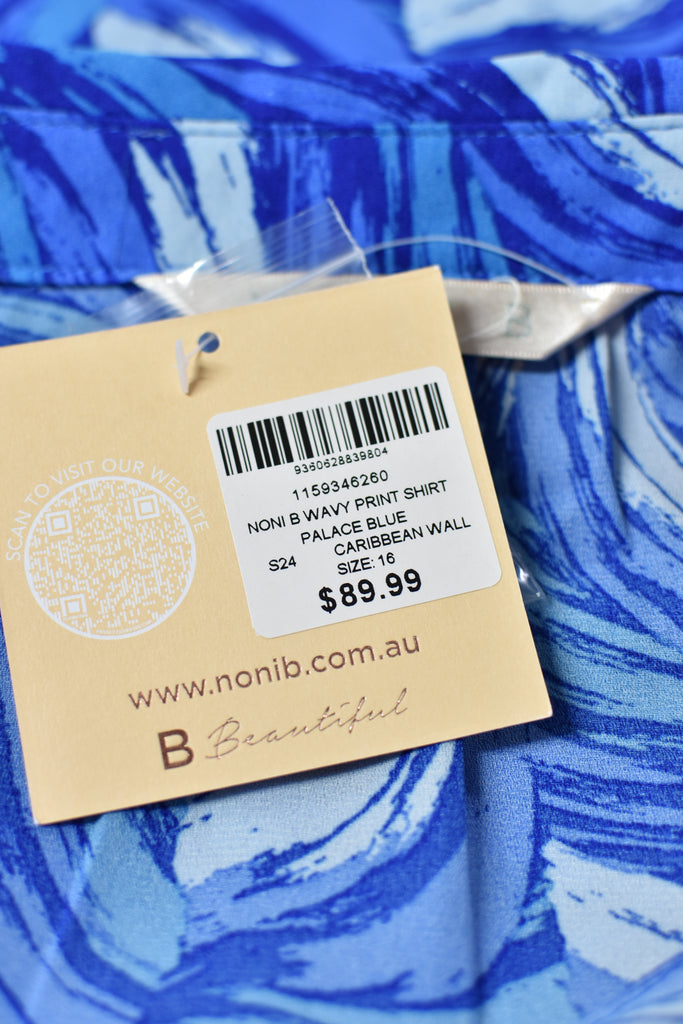 SCAN TO VISIT OUR WEBSITE
9360628839804
1159346260
NONI B WAVY PRINT SHIRT
PALACE BLUE
CARIBBEAN WALL
S24
SIZE: 16
$89.99
www.nonib.com.au
B Beautiful